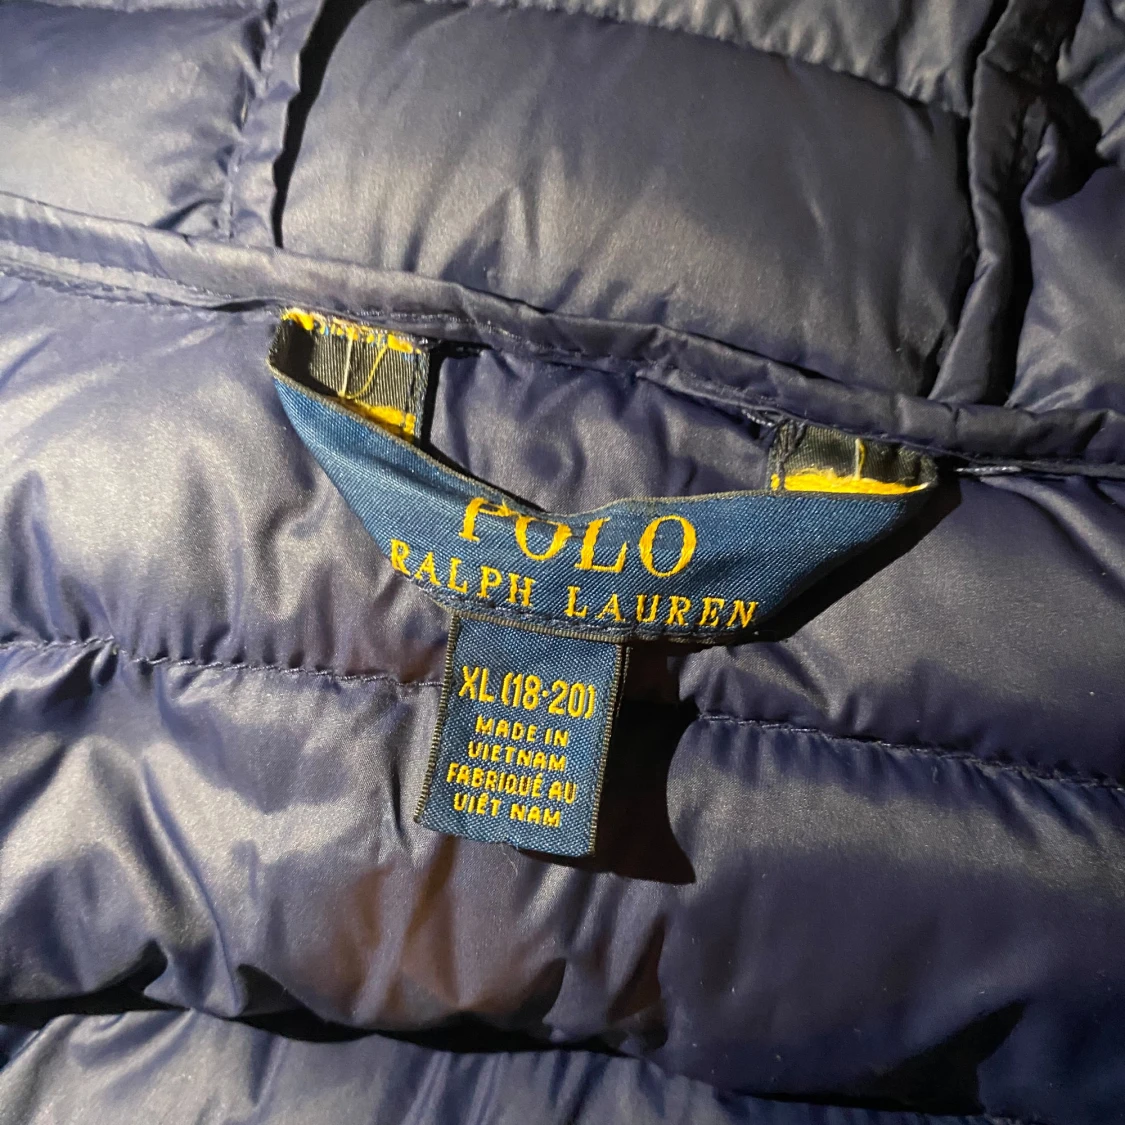 POLO
RALPH LAUREN
XL (18-20)
MADE IN
VIETNAM
FABRIQUÉ AU
VIÊT NAM